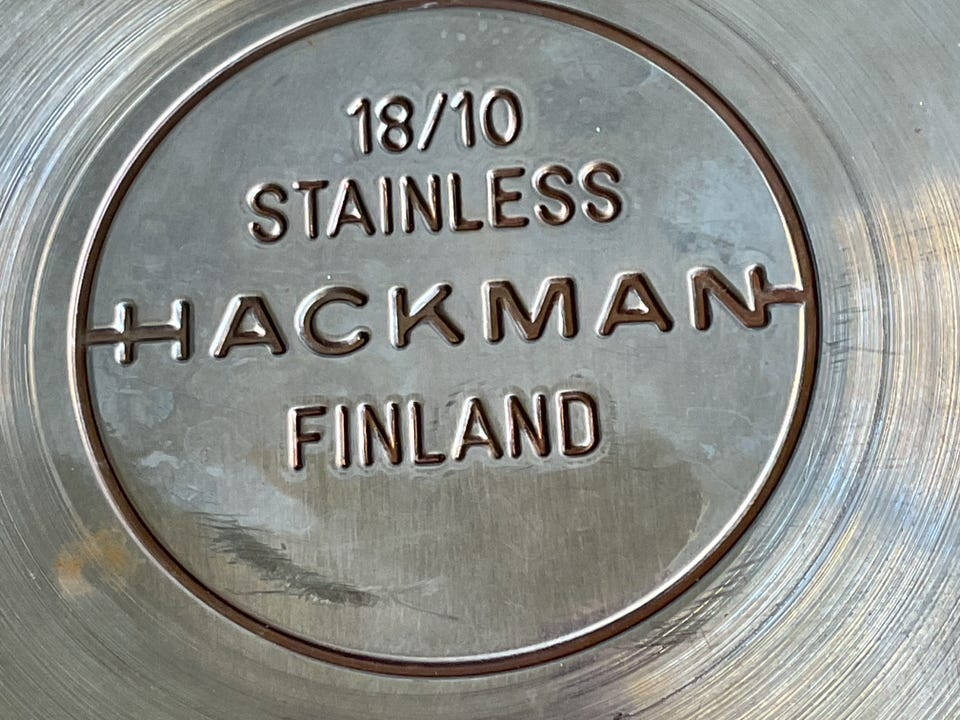 18/10
STAINLESS
HACKMAN
FINLAND